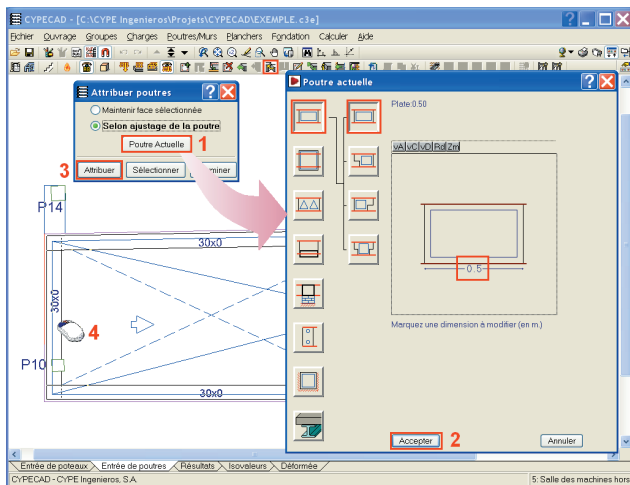 CYPECAD - [C:\CYPE Ingenieros\Projets\CYPECAD\EXEMPLE.c3e]
Fichier Ouvrage Groupes Charges Poutres/Murs Planchers Fondation Calculer Aide
Attribuer poutres
Maintenir face sélectionnée
Selon ajustage de la poutre
Poutre Actuelle 1
3 Attribuer Sélectionner miner
Poutre actuelle
Plate:0.50
vA vC vD Rd Zm
0.5
Marquez une dimension à modifier (en m.)
Accepter 2 Annuler
P14
30x0
30x0
4
P10
30x0
Entrée de poteaux Entrée de poutres Résultats Isovaleurs Déformée
CYPECAD - CYPE Ingenieros, S.A. 5: Salle des machines hors